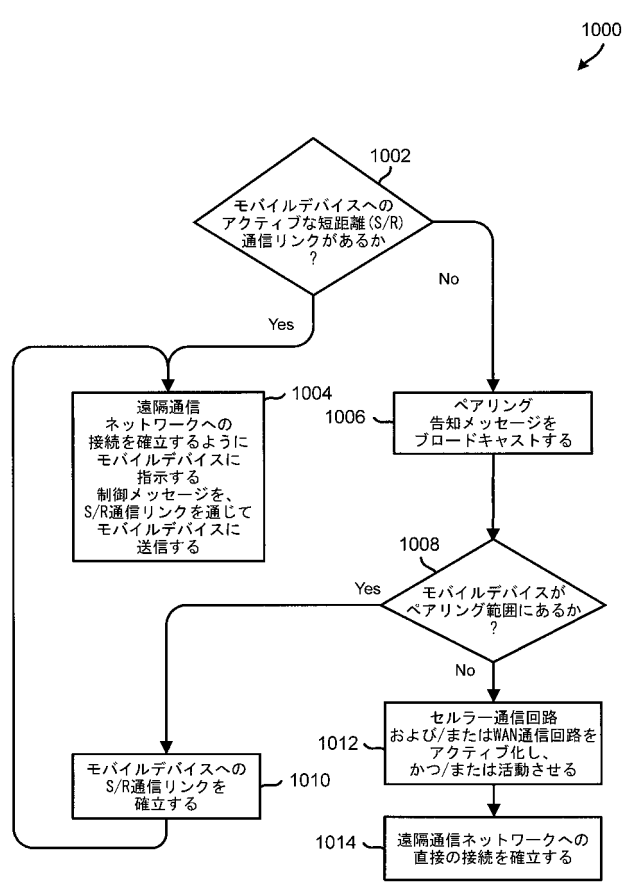 1000
1002
モバイルデバイスへの
アクティブな短距離(S/R)
通信リンクがあるか
?
No
Yes
1004
遠隔通信
ネットワークへの
接続を確立するように
モバイルデバイスに
指示する
制御メッセージを、
S/R通信リンクを通じて
モバイルデバイスに
送信する
1006
ペアリング
告知メッセージを
ブロードキャストする
1008
モバイルデバイスが
ペアリング範囲にあるか
?
Yes
No
1010
モバイルデバイスへの
S/R通信リンクを
確立する
1012
セルラー通信回路
および/またはWAN通信回路を
アクティブ化し、
かつ/または活動させる
1014
遠隔通信ネットワークへの
直接の接続を確立する